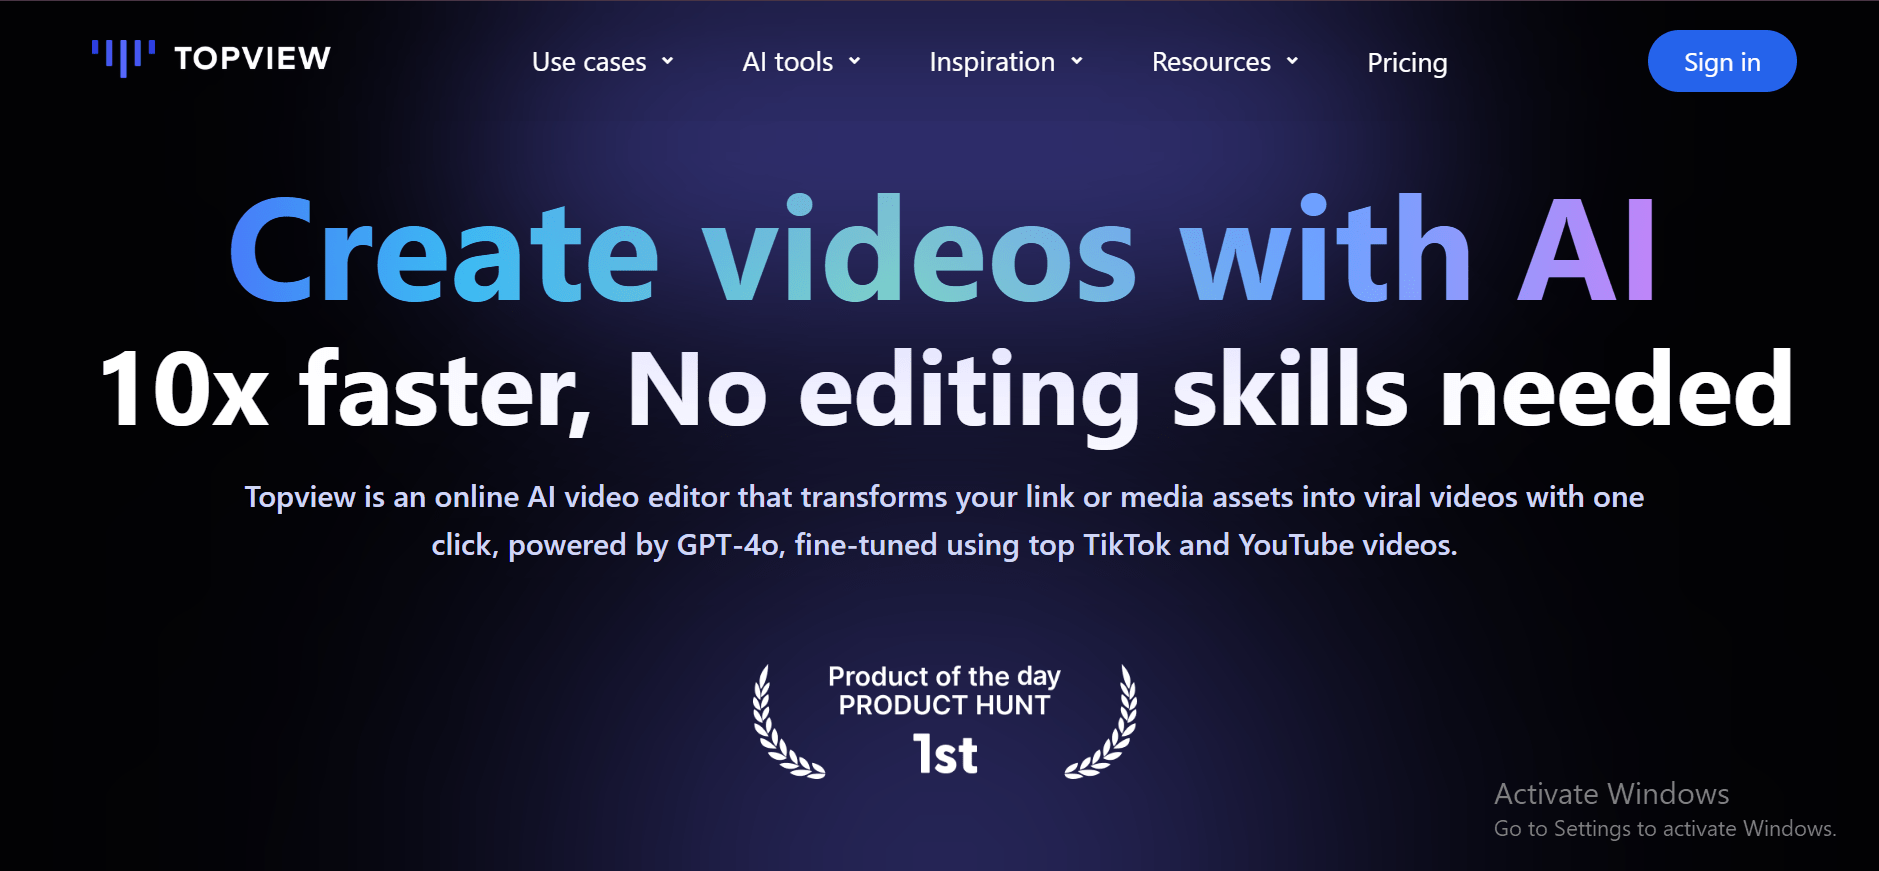 TOPVIEW
Use cases
AI tools
Inspiration
Resources
Pricing
Sign in
Create videos with AI
10x faster, No editing skills needed
Topview is an online AI video editor that transforms your link or media assets into viral videos with one
click, powered by GPT-4o, fine-tuned using top TikTok and YouTube videos.
Product of the day
PRODUCT HUNT
1st
Activate Windows
Go to Settings to activate Windows.